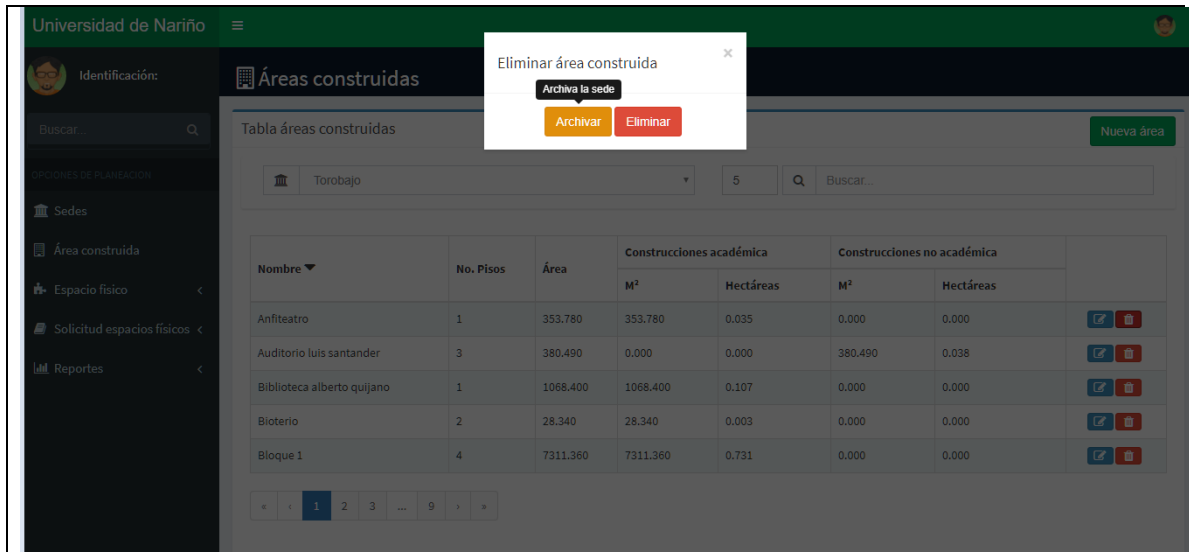 Universidad de Nariño
Identificación:
Áreas construidas
Eliminar área construida
×
Archiva la sede
Archivar Eliminar
Buscar...
Tabla áreas construidas
Nueva área
OPCIONES DE PLANEACION
Torobajo 5 Buscar...
Sedes
Área construida
Espacio fisico
Solicitud espacios físicos
Reportes
Nombre No. Pisos Área Construcciones académica Construcciones no académica
M² Hectáreas M² Hectáreas
Anfiteatro 1 353.780 353.780 0.035 0.000 0.000
Auditorio luis santander 3 380.490 0.000 0.000 380.490 0.038
Biblioteca alberto quijano 1 1068.400 1068.400 0.107 0.000 0.000
Bioterio 2 28.340 28.340 0.003 0.000 0.000
Bloque 1 4 7311.360 7311.360 0.731 0.000 0.000
« ‹ 1 2 3 ... 9 › »